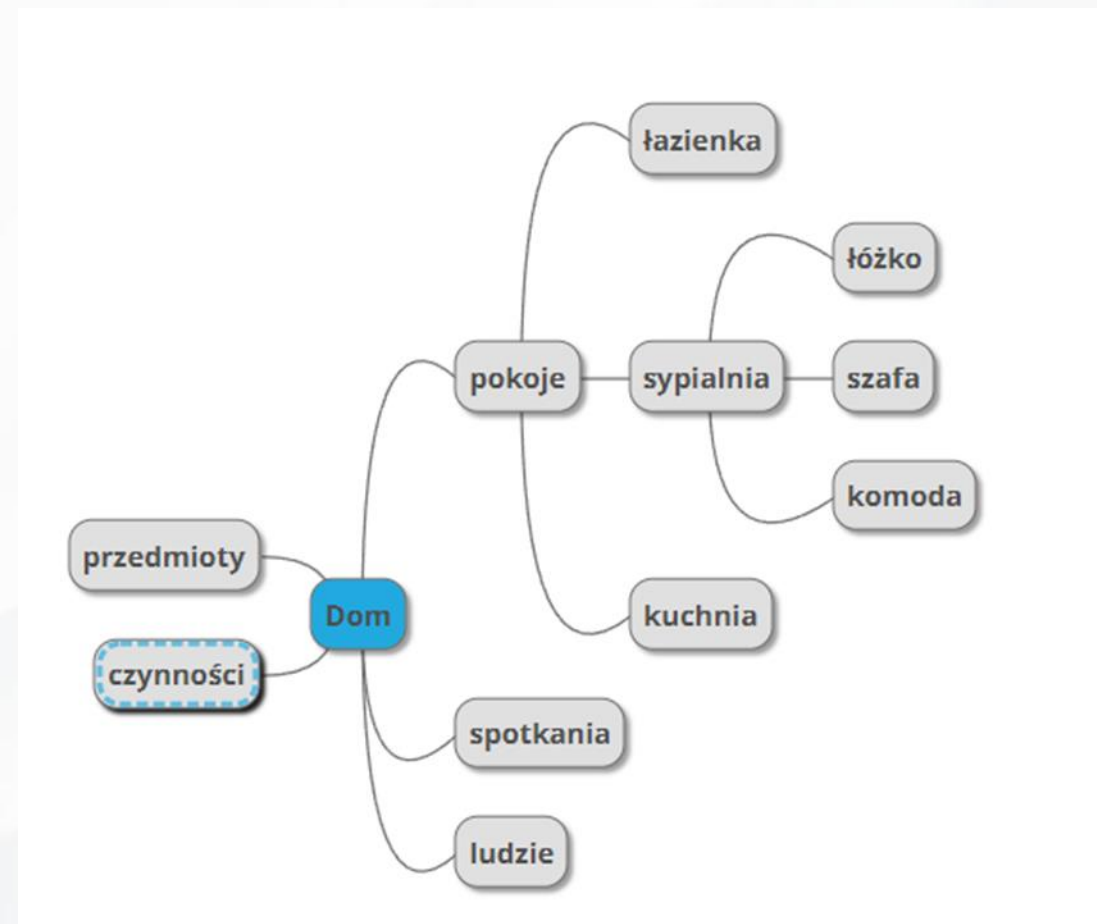 łazienka
łóżko
pokoje
sypialnia
szafa
komoda
przedmioty
Dom
kuchnia
czynności
spotkania
ludzie